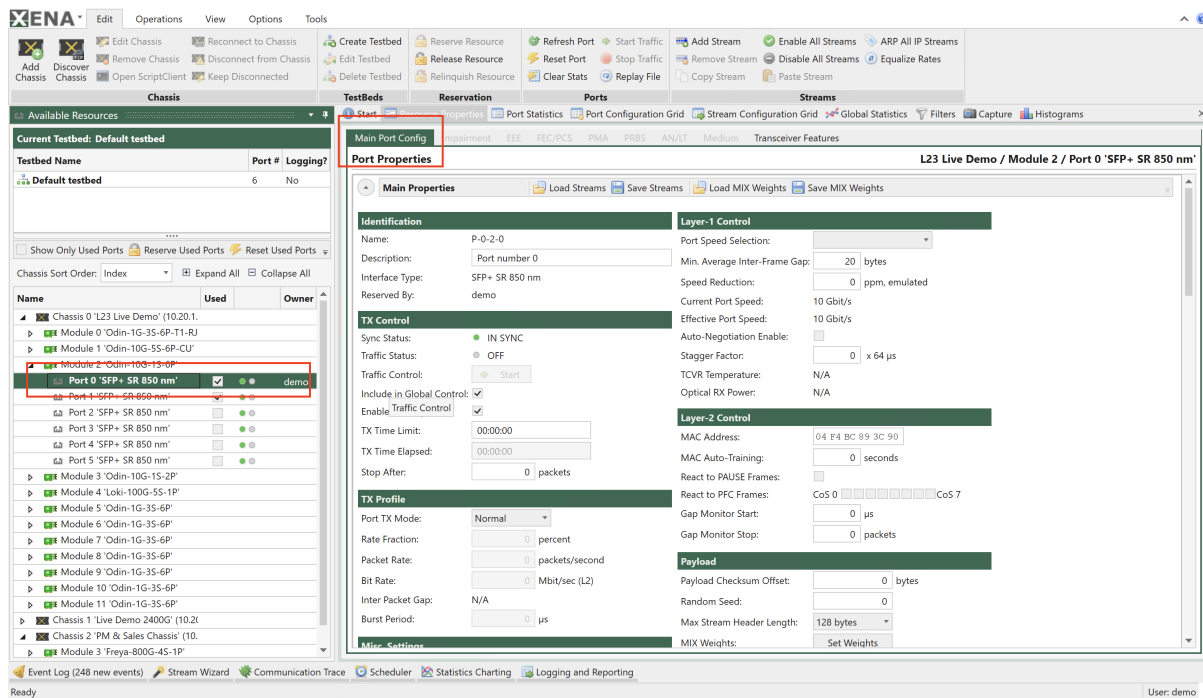 XENA Edit Operations View Options Tools
Add Chassis
Discover Chassis
Edit Chassis
Remove Chassis
Open ScriptClient
Reconnect to Chassis
Disconnect from Chassis
Keep Disconnected
Chassis
Create Testbed
Edit Testbed
Delete Testbed
TestBeds
Reserve Resource
Release Resource
Relinquish Resource
Reservation
Refresh Port Start Traffic
Reset Port Stop Traffic
Clear Stats Replay File
Ports
Add Stream Enable All Streams ARP All IP Streams
Remove Stream Disable All Streams Equalize Rates
Copy Stream Paste Stream
Streams
Available Resources
Current Testbed: Default testbed
Testbed Name Port # Logging?
Default testbed 6 No
Show Only Used Ports Reserve Used Ports Reset Used Ports
Chassis Sort Order: Index Expand All Collapse All
Name Used Owner
Chassis 0 'L23 Live Demo' (10.20.1.
Module 0 'Odin-1G-3S-6P-T1-RJ
Module 1 'Odin-10G-5S-6P-CU'
Module 2 'Odin-10G-1S-6P'
Port 0 'SFP+ SR 850 nm' demo
Port 1 'SFP+ SR 850 nm'
Port 2 'SFP+ SR 850 nm'
Port 3 'SFP+ SR 850 nm'
Port 4 'SFP+ SR 850 nm'
Port 5 'SFP+ SR 850 nm'
Module 3 'Odin-10G-1S-2P'
Module 4 'Loki-100G-5S-1P'
Module 5 'Odin-1G-3S-6P'
Module 6 'Odin-1G-3S-6P'
Module 7 'Odin-1G-3S-6P'
Module 8 'Odin-1G-3S-6P'
Module 9 'Odin-1G-3S-6P'
Module 10 'Odin-1G-3S-6P'
Module 11 'Odin-1G-3S-6P'
Chassis 1 'Live Demo 2400G' (10.20
Chassis 2 'PM & Sales Chassis' (10.
Module 3 'Freya-800G-4S-1P'
Start Resource Properties Port Statistics Port Configuration Grid Stream Configuration Grid Global Statistics Filters Capture Histograms
Main Port Config Impairment EEE FEC/PCS PMA PRBS AN/LT Medium Transceiver Features
Port Properties L23 Live Demo / Module 2 / Port 0 'SFP+ SR 850 nm'
Main Properties Load Streams Save Streams Load MIX Weights Save MIX Weights
Identification
Name: P-0-2-0
Description: Port number 0
Interface Type: SFP+ SR 850 nm
Reserved By: demo
TX Control
Sync Status: IN SYNC
Traffic Status: OFF
Traffic Control: Start
Include in Global Control:
Enable
Traffic Control
TX Time Limit: 00:00:00
TX Time Elapsed: 00:00:00
Stop After: 0 packets
TX Profile
Port TX Mode: Normal
Rate Fraction: 0 percent
Packet Rate: 0 packets/second
Bit Rate: 0 Mbit/sec (L2)
Inter Packet Gap: N/A
Burst Period: 0 µs
Misc. Settings
Layer-1 Control
Port Speed Selection:
Min. Average Inter-Frame Gap: 20 bytes
Speed Reduction: 0 ppm, emulated
Current Port Speed: 10 Gbit/s
Effective Port Speed: 10 Gbit/s
Auto-Negotiation Enable:
Stagger Factor: 0 x 64 µs
TCVR Temperature: N/A
Optical RX Power: N/A
Layer-2 Control
MAC Address: 04 F4 BC 89 3C 90
MAC Auto-Training: 0 seconds
React to PAUSE Frames:
React to PFC Frames: CoS 0 CoS 7
Gap Monitor Start: 0 µs
Gap Monitor Stop: 0 packets
Payload
Payload Checksum Offset: 0 bytes
Random Seed: 0
Max Stream Header Length: 128 bytes
MIX Weights: Set Weights
Event Log (248 new events) Stream Wizard Communication Trace Scheduler Statistics Charting Logging and Reporting
Ready User: demo